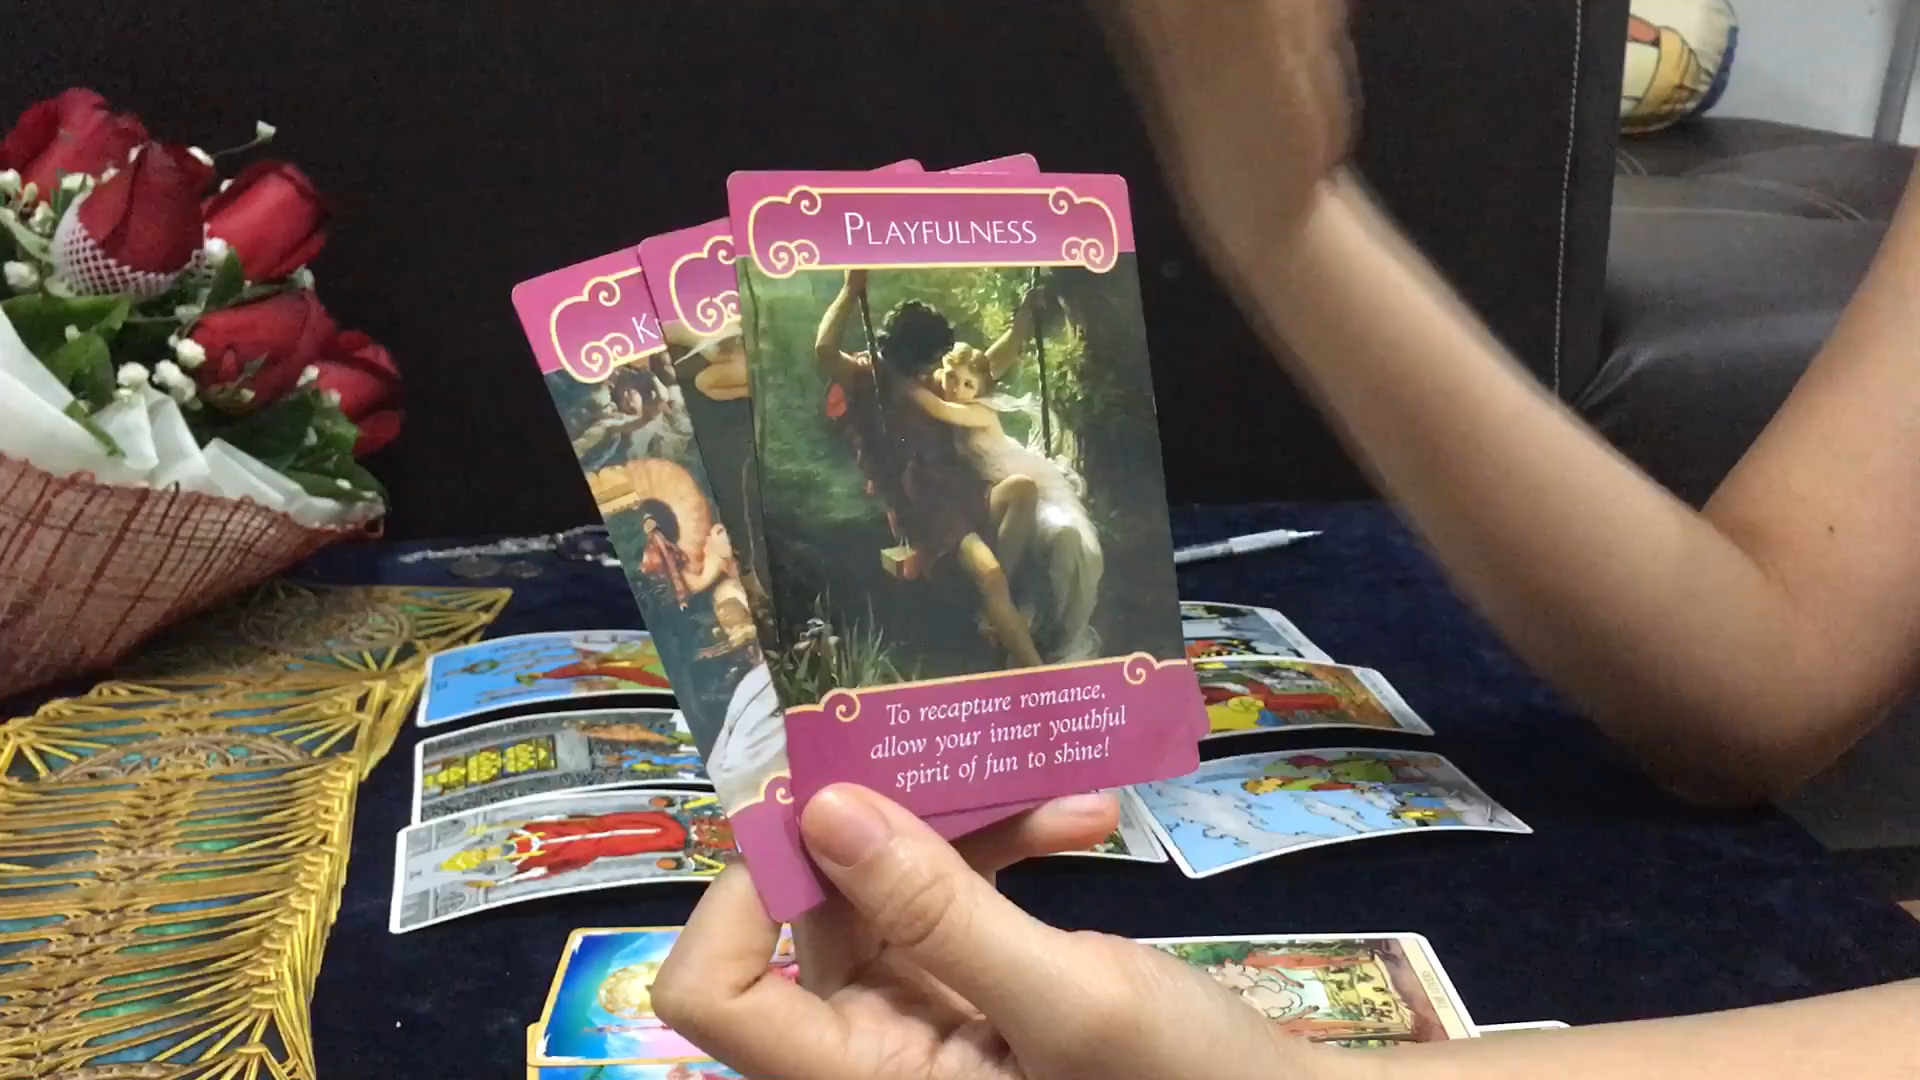 PLAYFULNESS
To recapture romance,
allow your inner youthful
spirit of fun to shine!
K